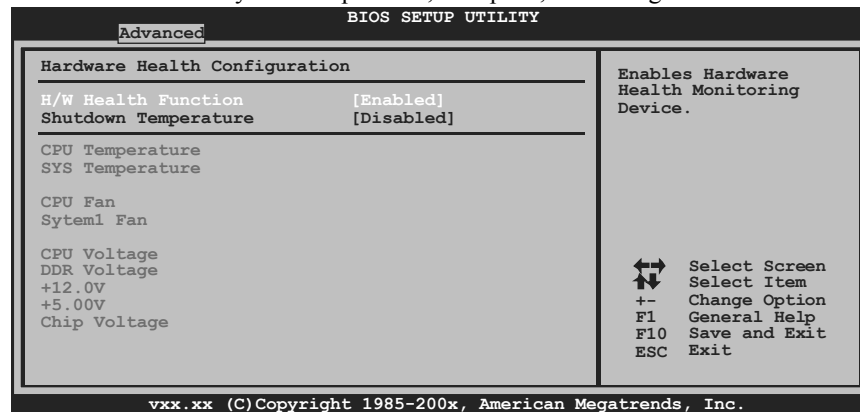 BIOS SETUP UTILITY
Advanced
Hardware Health Configuration
H/W Health Function [Enabled]
Shutdown Temperature [Disabled]
CPU Temperature
SYS Temperature
CPU Fan
Sytem1 Fan
CPU Voltage
DDR Voltage
+12.0V
+5.00V
Chip Voltage
Enables Hardware
Health Monitoring
Device.
Select Screen
Select Item
+- Change Option
F1 General Help
F10 Save and Exit
ESC Exit
vxx.xx (C)Copyright 1985-200x, American Megatrends, Inc.